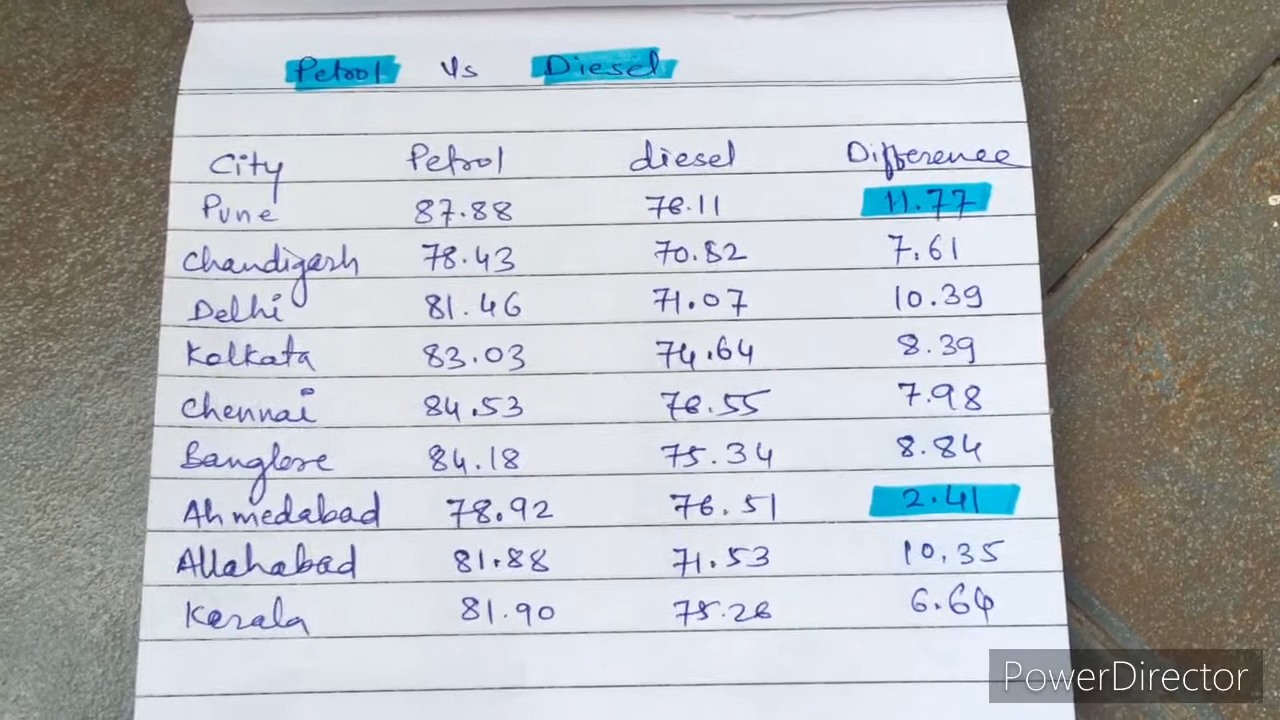 Petrol Vs Diesel
City Petrol diesel Difference
Pune 87.88 76.11 11.77
Chandigarh 78.43 70.82 7.61
Delhi 81.46 71.07 10.39
Kolkata 83.03 74.64 8.39
Chennai 84.53 76.55 7.98
Banglore 84.18 75.34 8.84
Ahmedabad 78.92 76.51 2.41
Allahabad 81.88 71.53 10.35
Kerala 81.90 75.26 6.64
PowerDirector